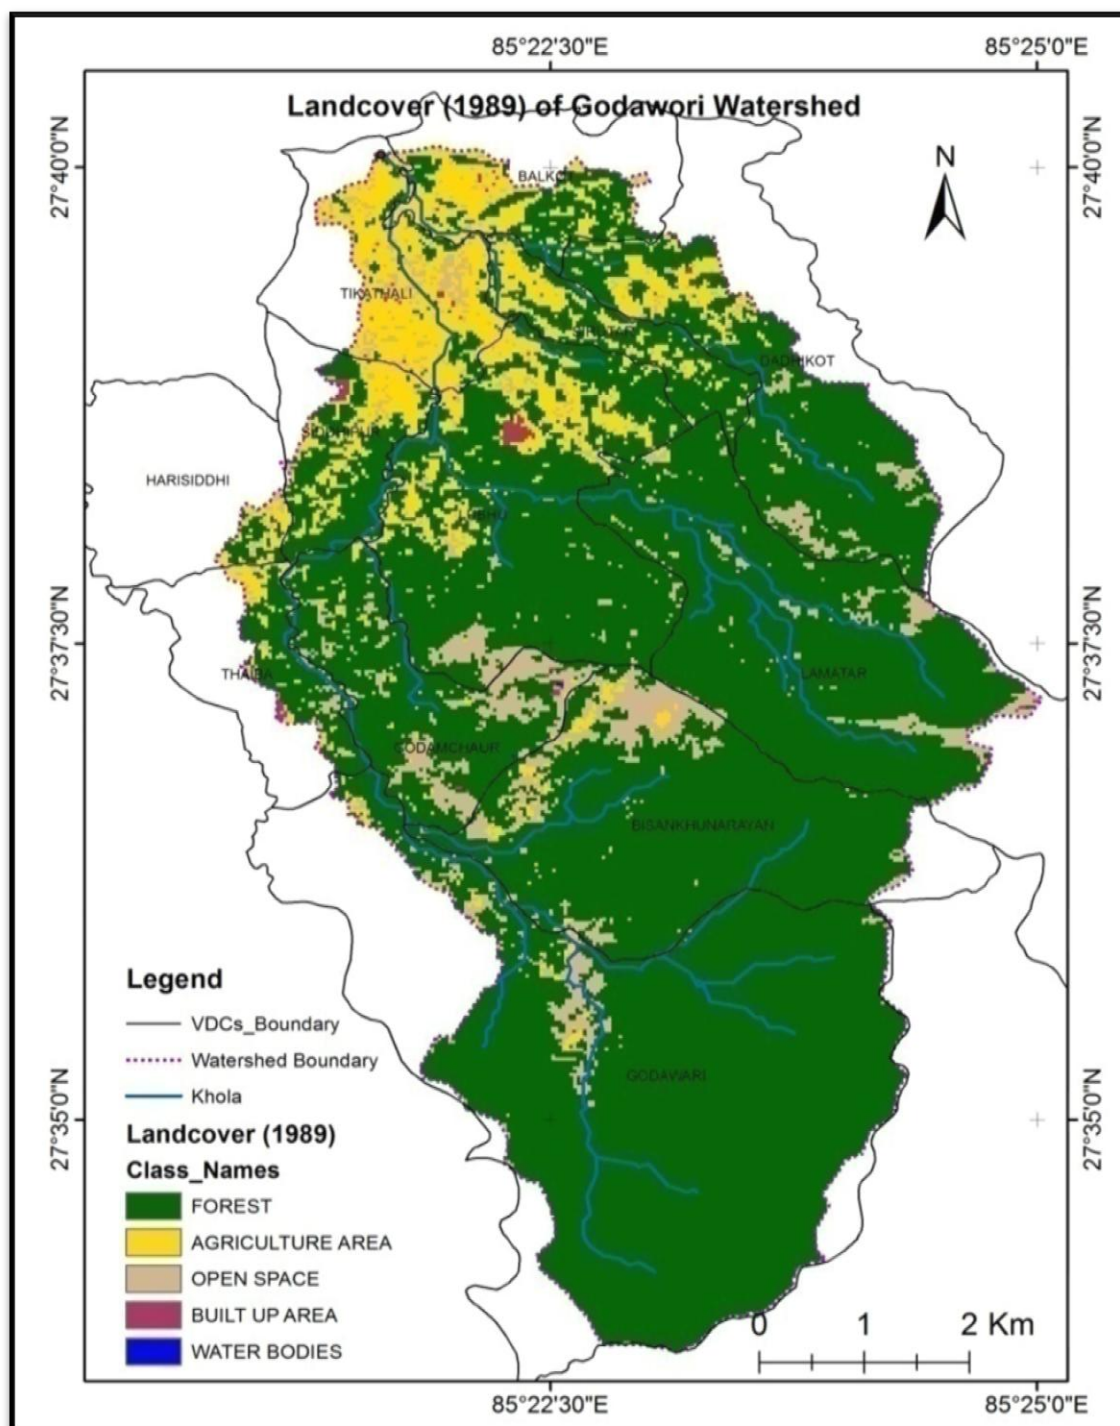 85°22'30"E
85°25'0"E
Landcover (1989) of Godawori Watershed
27°40'0"N
27°40'0"N
N
BALKO
TIKATHALI
DADHIKOT
HARISIDDHI
27°37'30"N
27°37'30"N
THAIBA
LAMATAR
GODAMCHAUR
BISANKHUNARAYAN
GODAWARI
27°35'0"N
27°35'0"N
Legend
VDCs_Boundary
Watershed Boundary
Khola
Landcover (1989)
Class_Names
FOREST
AGRICULTURE AREA
OPEN SPACE
BUILT UP AREA
WATER BODIES
0 1 2 Km
85°22'30"E
85°25'0"E